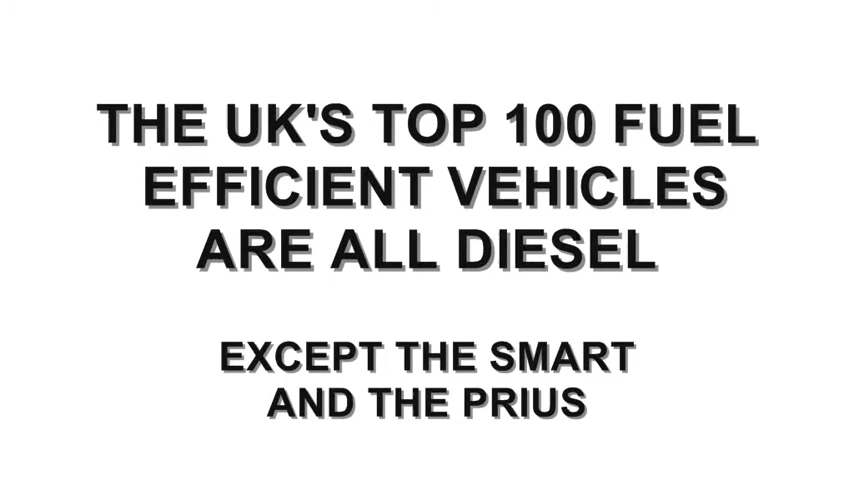 THE UK'S TOP 100 FUEL
EFFICIENT VEHICLES
ARE ALL DIESEL
EXCEPT THE SMART
AND THE PRIUS